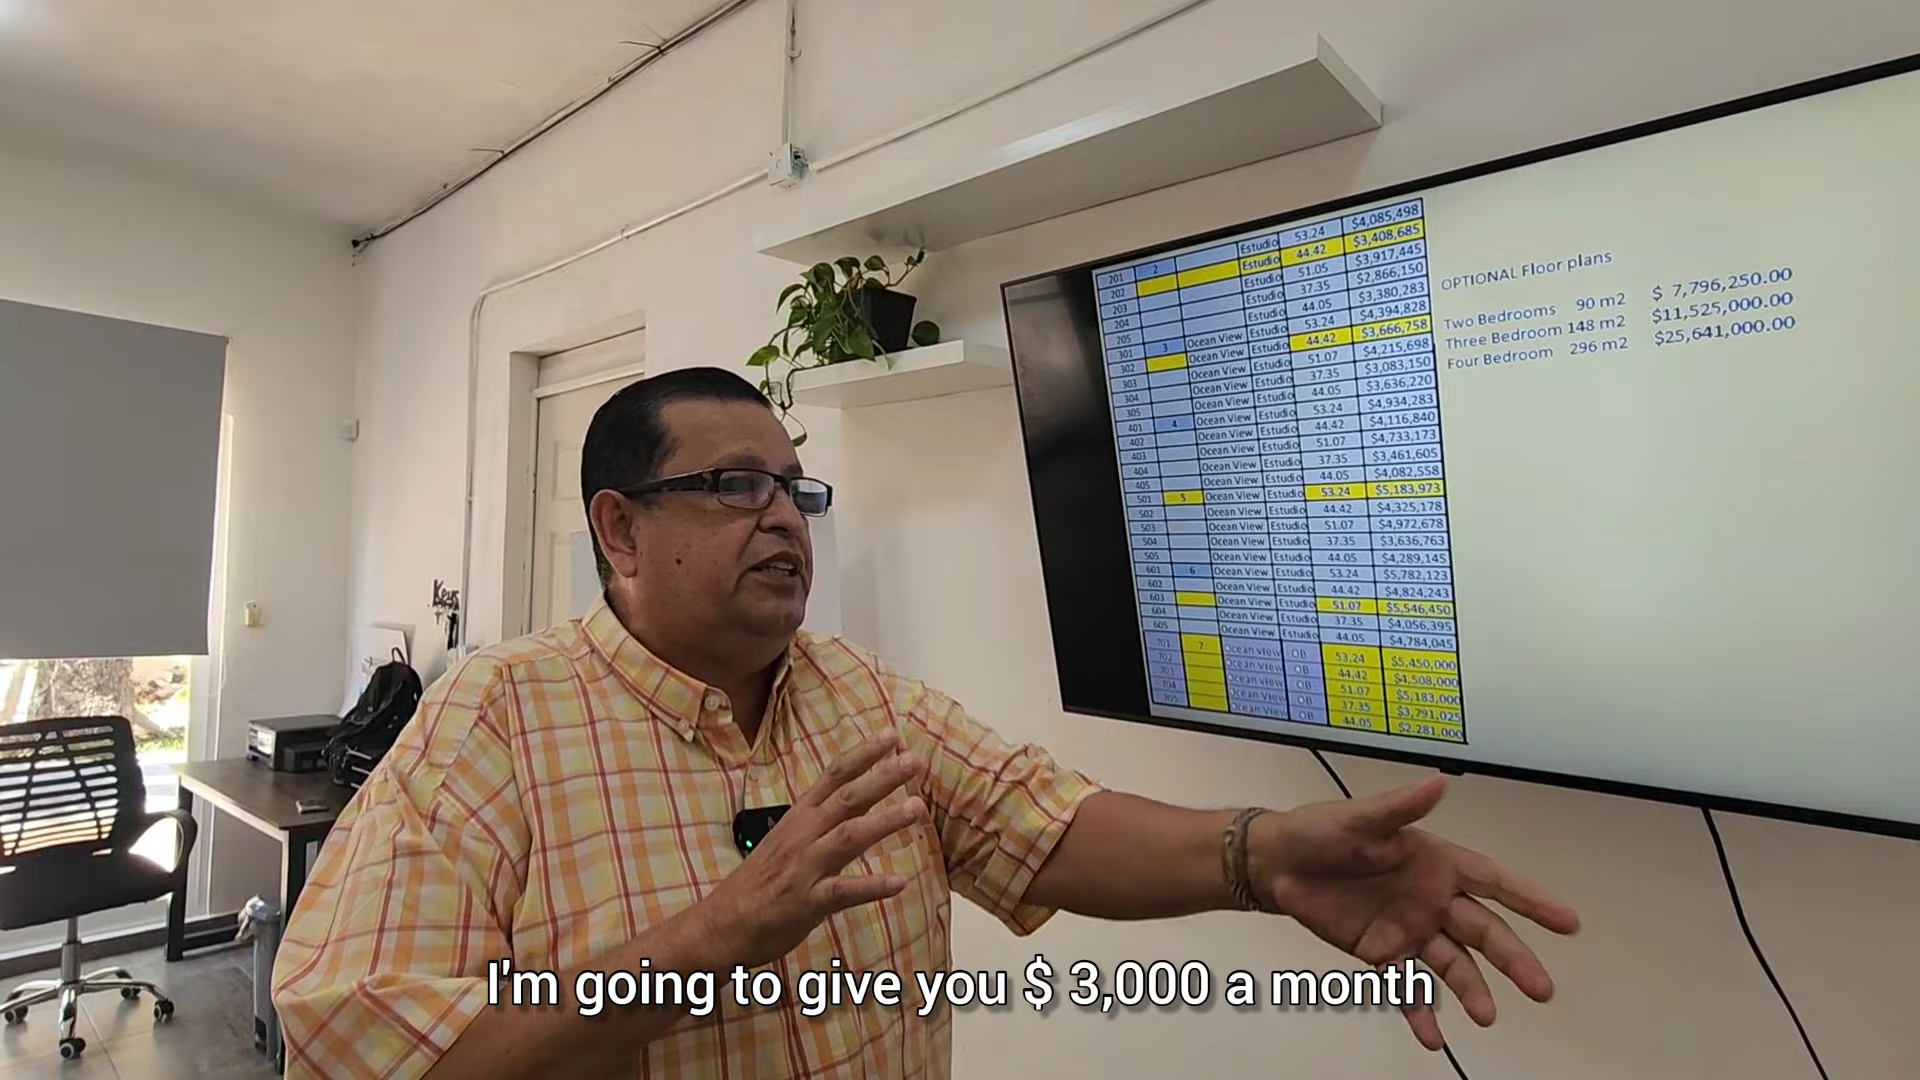 201 2 Estudio 53.24 $4,085,498
202 Estudio 44.42 $3,408,685
203 Estudio 51.05 $3,917,445
204 Estudio 37.35 $2,866,150
205 Estudio 44.05 $3,380,283
301 3 Ocean View Estudio 53.24 $4,394,828
302 Ocean View Estudio 44.42 $3,666,758
303 Ocean View Estudio 51.07 $4,215,698
304 Ocean View Estudio 37.35 $3,083,150
305 Ocean View Estudio 44.05 $3,636,220
401 4 Ocean View Estudio 53.24 $4,934,283
402 Ocean View Estudio 44.42 $4,116,840
403 Ocean View Estudio 51.07 $4,733,173
404 Ocean View Estudio 37.35 $3,461,605
405 Ocean View Estudio 44.05 $4,082,558
501 5 Ocean View Estudio 53.24 $5,183,973
502 Ocean View Estudio 44.42 $4,325,178
503 Ocean View Estudio 51.07 $4,972,678
504 Ocean View Estudio 37.35 $3,636,763
505 Ocean View Estudio 44.05 $4,289,145
601 6 Ocean View Estudio 53.24 $5,782,123
602 Ocean View Estudio 44.42 $4,824,243
603 Ocean View Estudio 51.07 $5,546,450
604 Ocean View Estudio 37.35 $4,056,395
605 Ocean View Estudio 44.05 $4,784,045
701 7 Ocean View OB 53.24 $5,450,000
702 Ocean View OB 44.42 $4,508,000
703 Ocean View OB 51.07 $5,183,000
704 Ocean View OB 37.35 $3,791,025
705 Ocean View OB 44.05 $2.281.000
OPTIONAL Floor plans
Two Bedrooms 90 m2 $ 7,796,250.00
Three Bedroom 148 m2 $11,525,000.00
Four Bedroom 296 m2 $25,641,000.00
Keys
I'm going to give you $ 3,000 a month